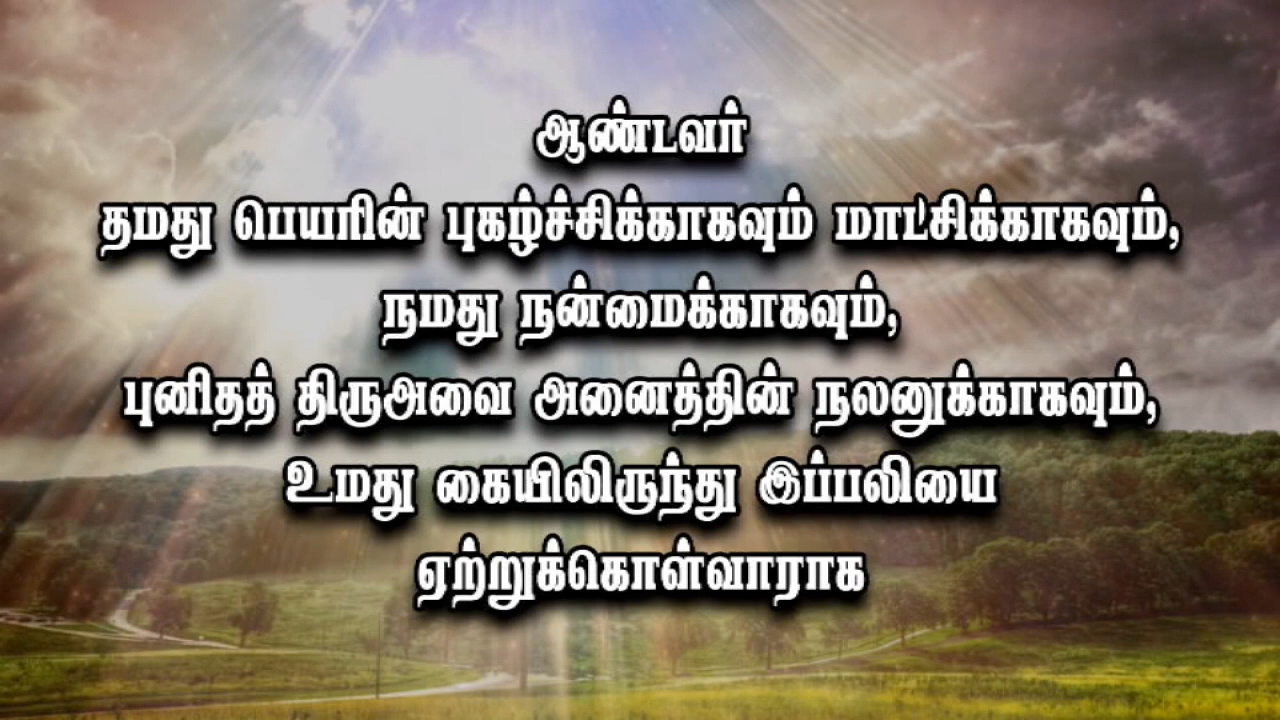 ஆண்டவர்
தமது பெயரின் புகழ்ச்சிக்காகவும் மாட்சிக்காகவும்,
நமது நன்மைக்காகவும்,
புனிதத் திருஅவை அனைத்தின் நலனுக்காகவும்,
உமது கையிலிருந்து இப்பலியை
ஏற்றுக்கொள்வாராக